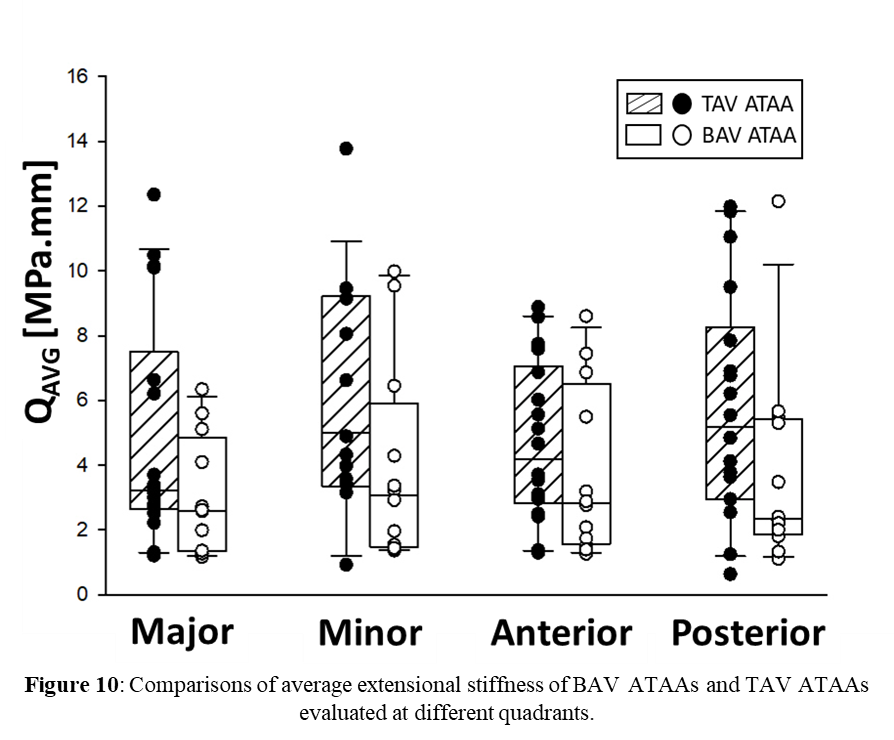 16
14
12
10
8
6
4
2
0
Q_AVG [MPa.mm]
TAV ATAA
BAV ATAA
Major Minor Anterior Posterior
Figure 10: Comparisons of average extensional stiffness of BAV ATAAs and TAV ATAAs
evaluated at different quadrants.